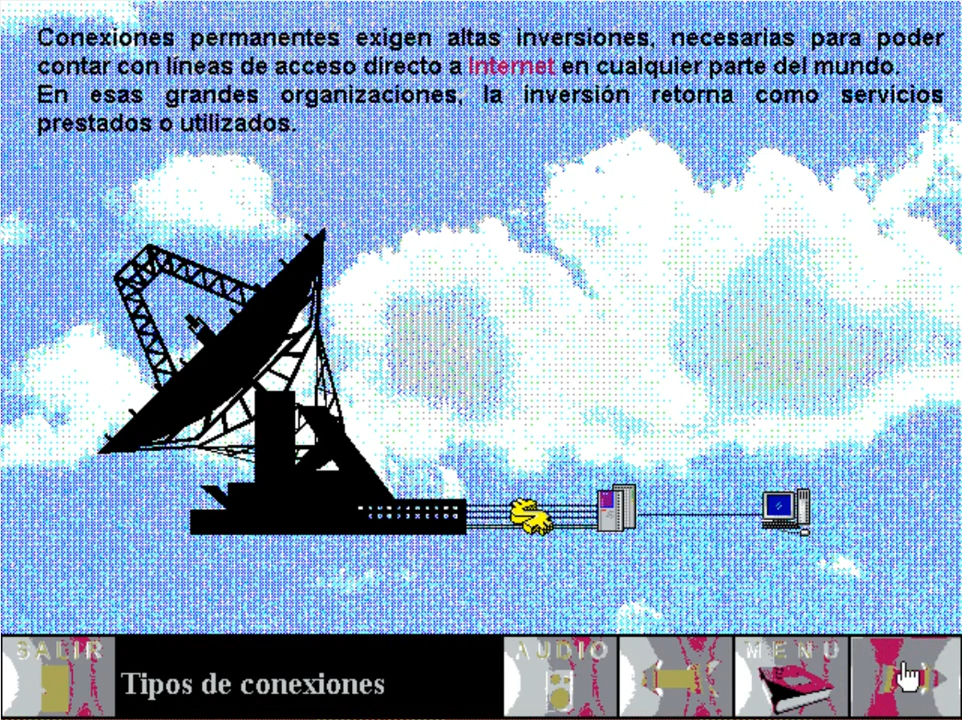 Conexiones permanentes exigen altas inversiones, necesarias para poder
contar con líneas de acceso directo a Internet en cualquier parte del mundo.
En esas grandes organizaciones, la inversión retorna como servicios
prestados o utilizados.
SALIR
Tipos de conexiones
AUDIO
MENU